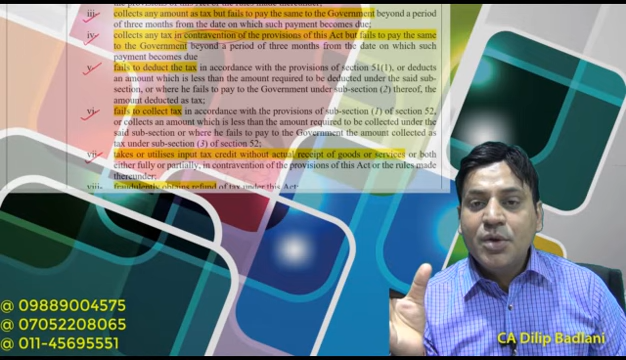 iii. collects any amount as tax but fails to pay the same to the Government beyond a period
of three months from the date on which such payment becomes due;
iv. collects any tax in contravention of the provisions of this Act but fails to pay the same
to the Government beyond a period of three months from the date on which such
payment becomes due
v. fails to deduct the tax in accordance with the provisions of section 51(1), or deducts
an amount which is less than the amount required to be deducted under the said sub-
section, or where he fails to pay to the Government under sub-section (2) thereof, the
amount deducted as tax;
vi. fails to collect tax in accordance with the provisions of sub-section (1) of section 52,
or collects an amount which is less than the amount required to be collected under the
said sub-section or where he fails to pay to the Government the amount collected as
tax under sub-section (3) of section 52;
vii. takes or utilises input tax credit without actual receipt of goods or services or both
either fully or partially, in contravention of the provisions of this Act or the rules made
thereunder;
viii. fraudulently obtains refund of tax under this Act;
@ 09889004575
@ 07052208065
@ 011-45695551
CA Dilip Badlani